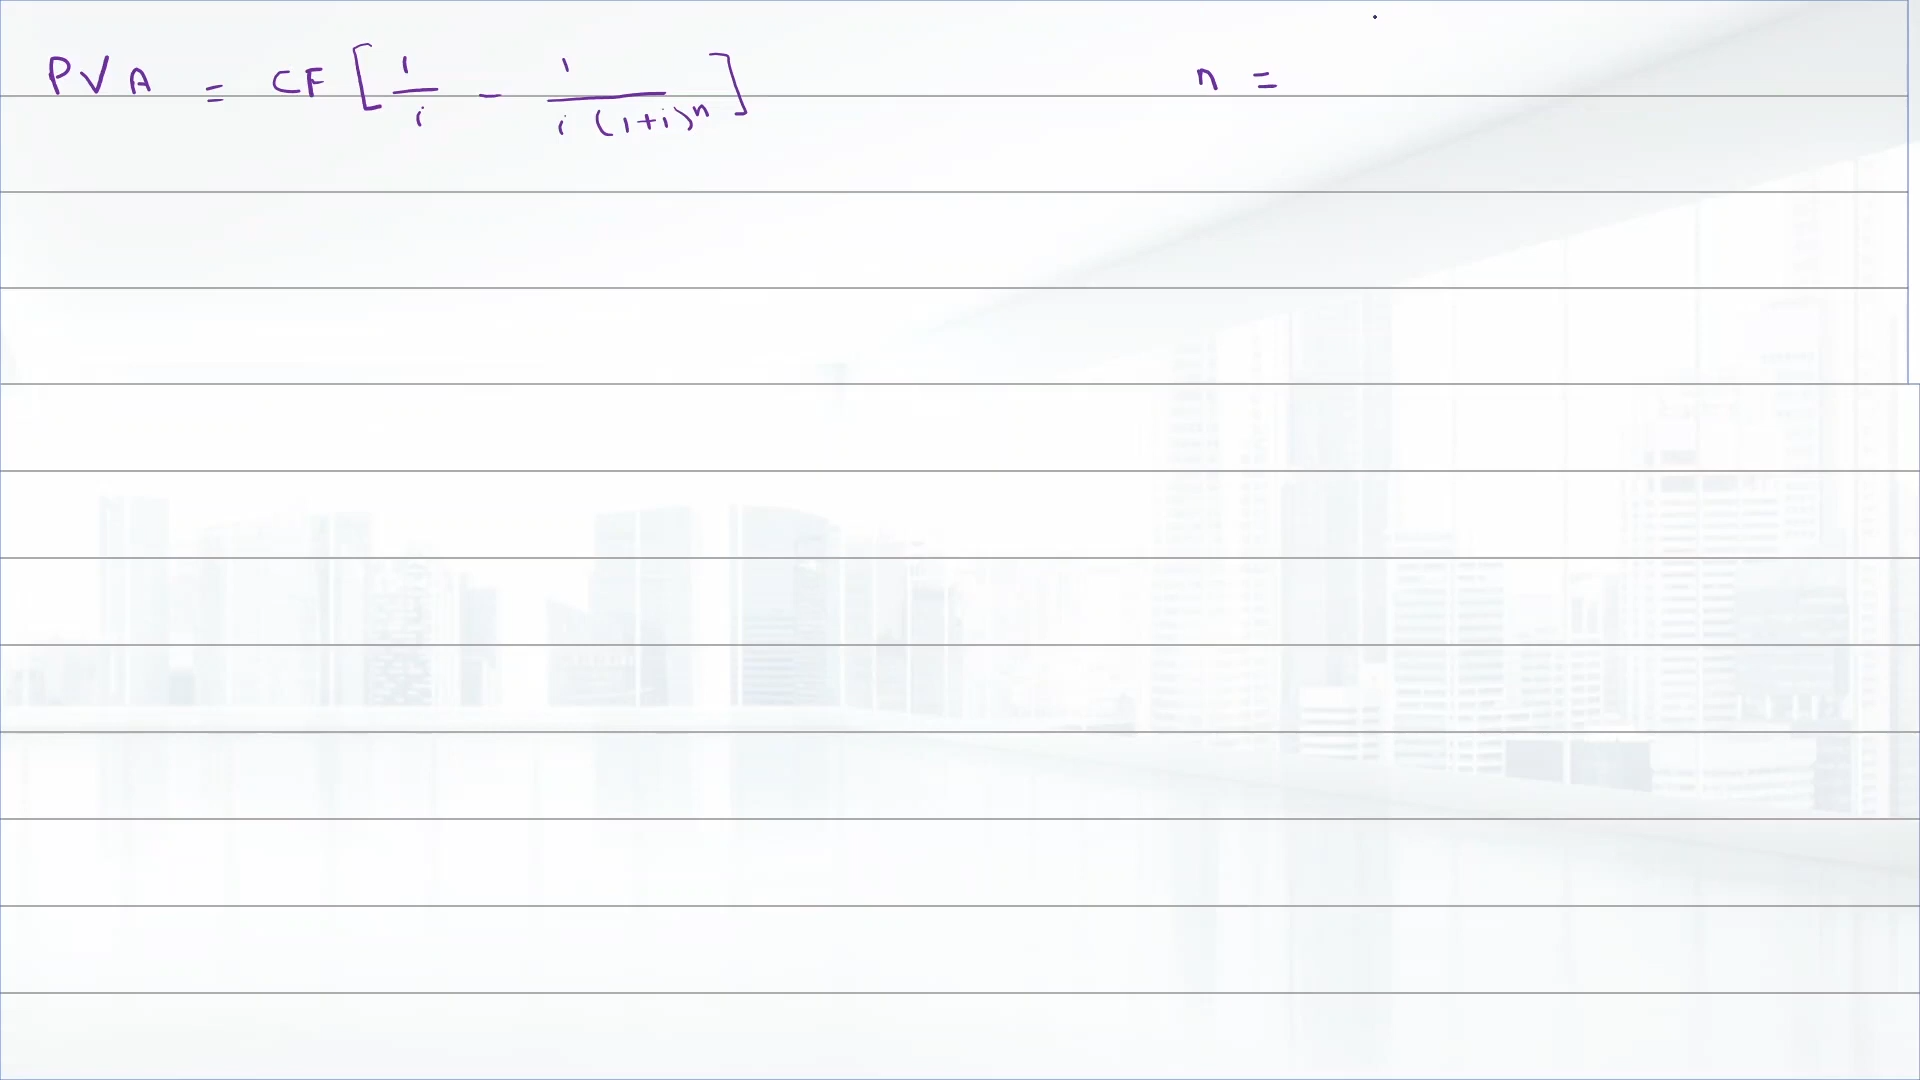 PVA = CF [ 1/i - 1/i(1+i)^n ]
n =